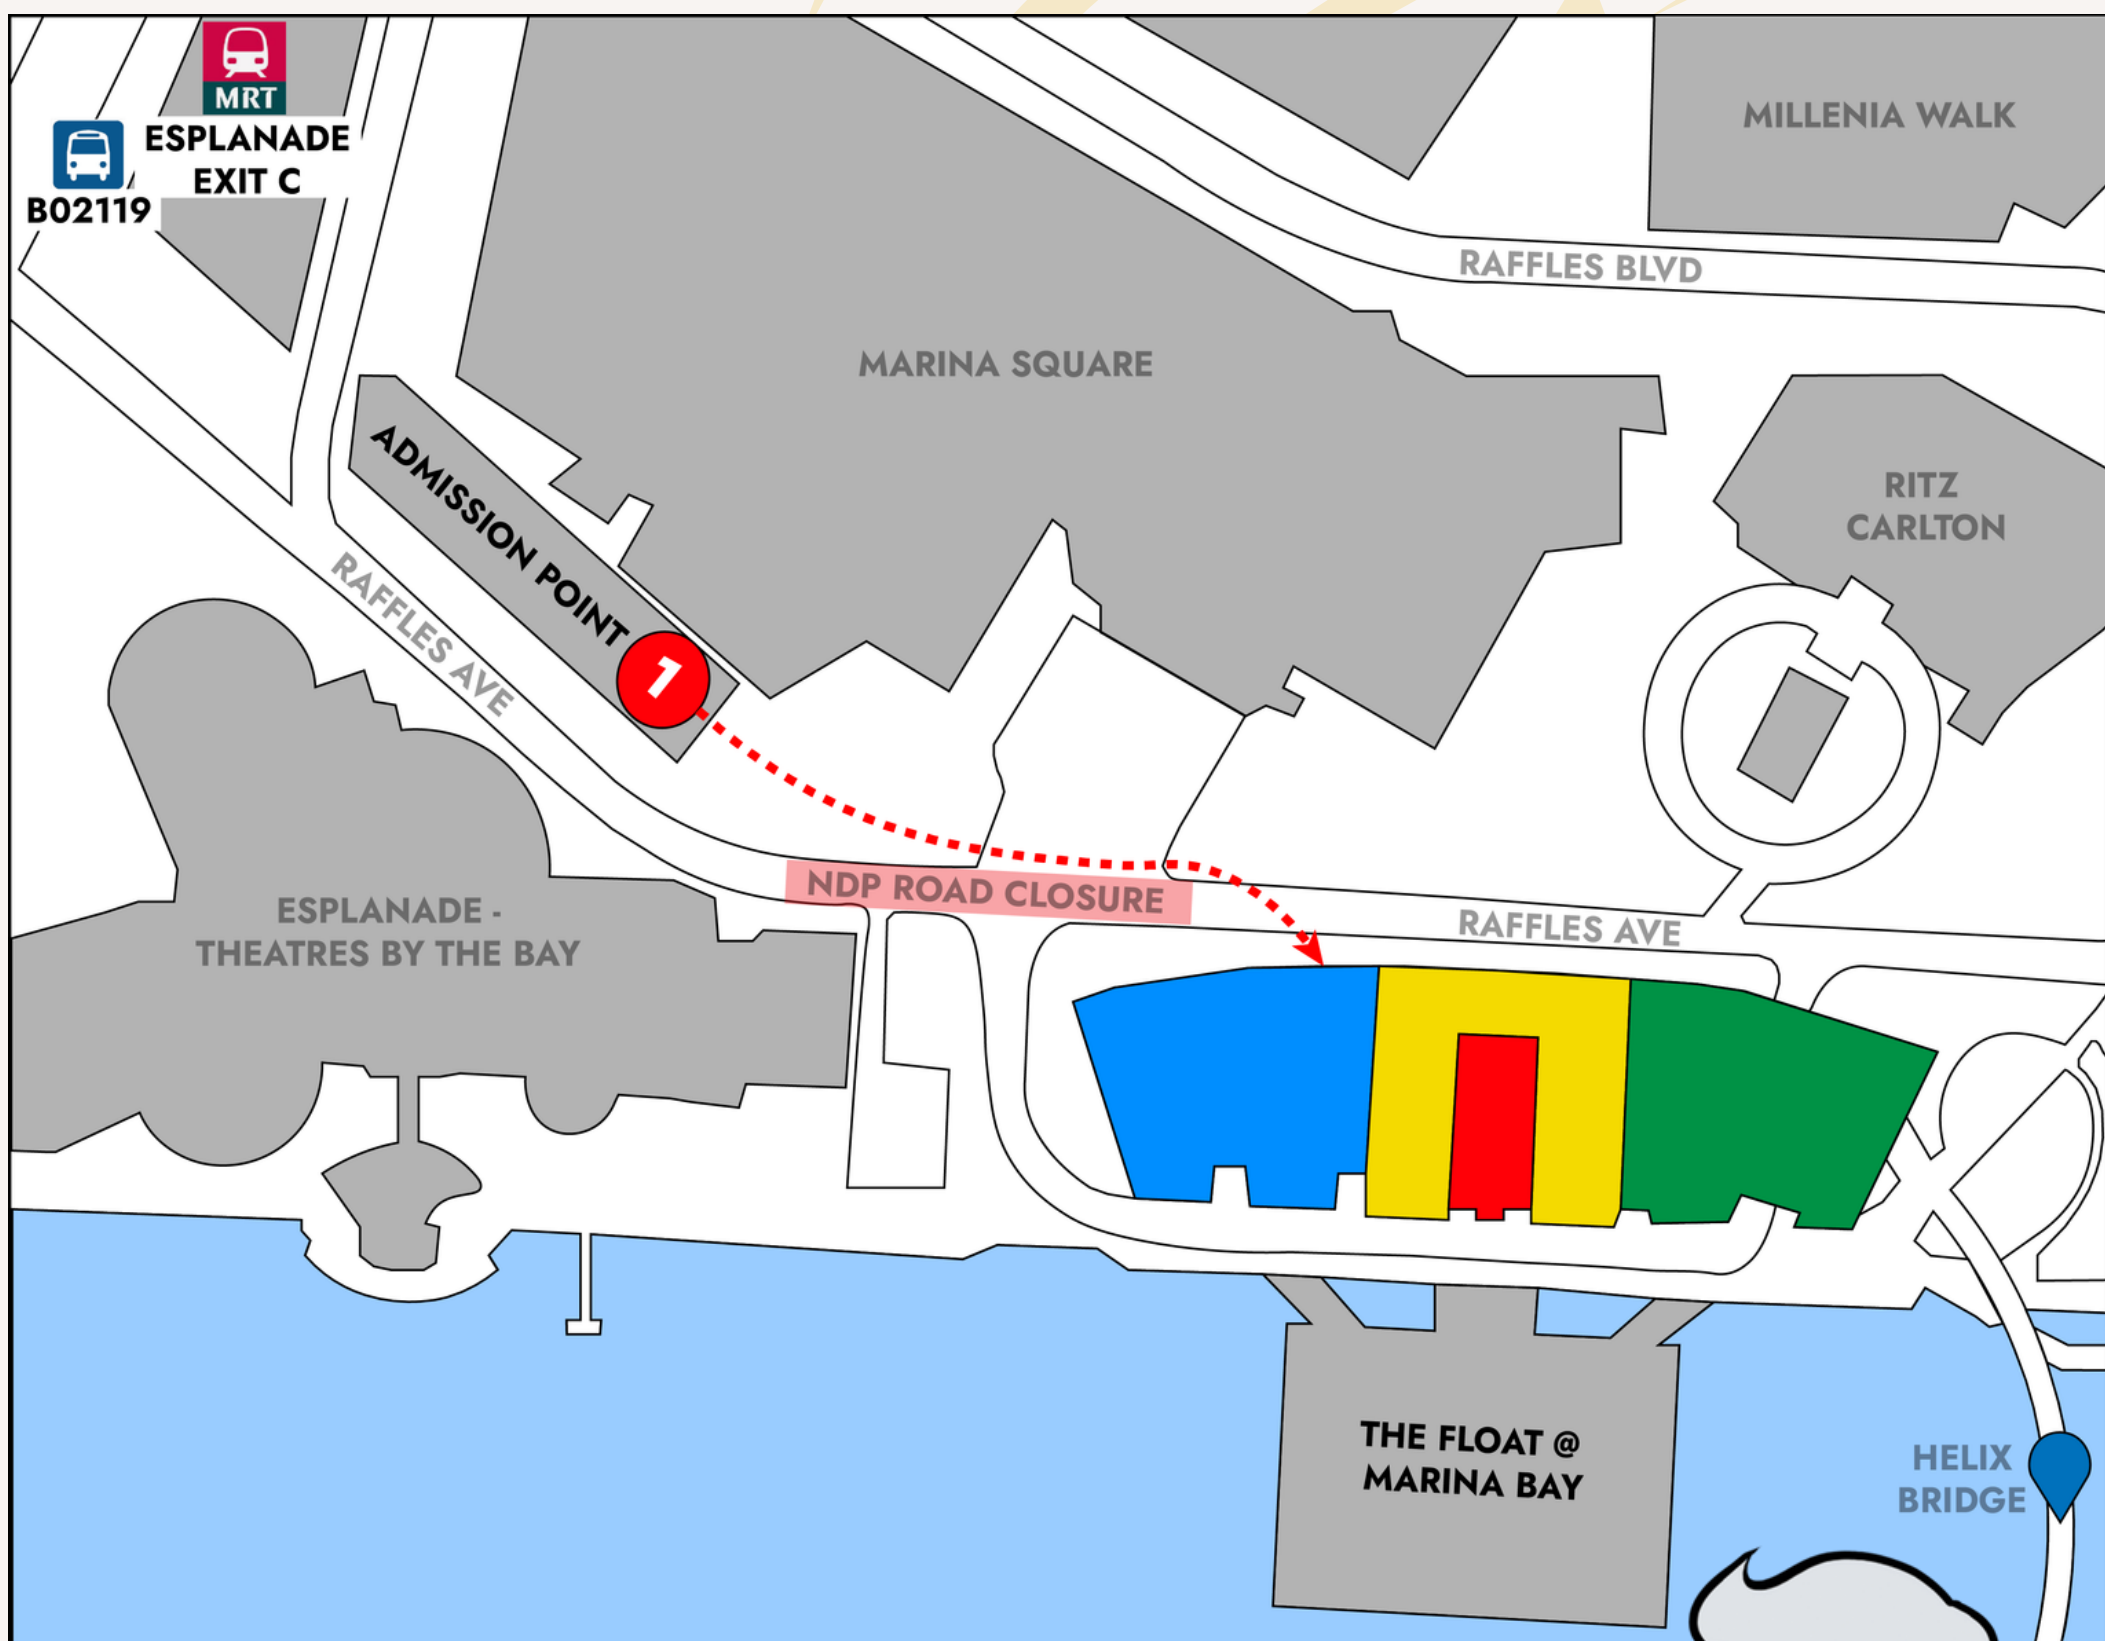 MRT
ESPLANADE
EXIT C
B02119
MILLENIA WALK
RAFFLES BLVD
MARINA SQUARE
RITZ
CARLTON
ADMISSION POINT
1
RAFFLES AVE
NDP ROAD CLOSURE
RAFFLES AVE
ESPLANADE -
THEATRES BY THE BAY
THE FLOAT @
MARINA BAY
HELIX
BRIDGE